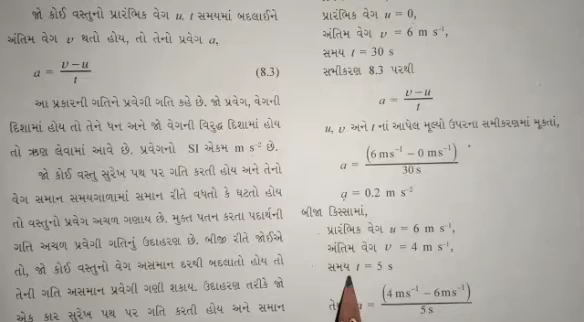 જો કોઈ વસ્તુનો પ્રારંભિક વેગ u, t સમયમાં બદલાઈને
અંતિમ વેગ v થતો હોય, તો તેનો પ્રવેગ a,
a = (v – u) / t (8.3)
આ પ્રકારની ગતિને પ્રવેગી ગતિ કહે છે. જો પ્રવેગ, વેગની
દિશામાં હોય તો તેને ધન અને જો વેગની વિરુદ્ધ દિશામાં હોય
તો ઋણ લેવામાં આવે છે. પ્રવેગનો SI એકમ m s⁻² છે.
જો કોઈ વસ્તુ સુરેખ પથ પર ગતિ કરતી હોય અને તેનો
વેગ સમાન સમયગાળામાં સમાન રીતે વધતો કે ઘટતો હોય
તો વસ્તુનો પ્રવેગ અચળ ગણાય છે. મુક્ત પતન કરતા પદાર્થની
ગતિ અચળ પ્રવેગી ગતિનું ઉદાહરણ છે. બીજી રીતે જોઈએ
તો, જો કોઈ વસ્તુનો વેગ અસમાન દરથી બદલાતો હોય તો
તેની ગતિ અસમાન પ્રવેગી ગણી શકાય. ઉદાહરણ તરીકે જો
એક કાર સુરેખ પથ પર ગતિ કરતી હોય અને સમાન
પ્રારંભિક વેગ u = 0,
અંતિમ વેગ v = 6 m s⁻¹,
સમય t = 30 s
સમીકરણ 8.3 પરથી
a = (v – u) / t
u, v અને t નાં આપેલ મૂલ્યો ઉપરના સમીકરણમાં મૂકતાં,
a = (6 ms⁻¹ – 0 ms⁻¹) / 30 s
a = 0.2 m s⁻²
બીજા કિસ્સામાં,
પ્રારંભિક વેગ u = 6 m s⁻¹,
અંતિમ વેગ v = 4 m s⁻¹,
સમય t = 5 s
= (4 ms⁻¹ – 6ms⁻¹) / 5 s